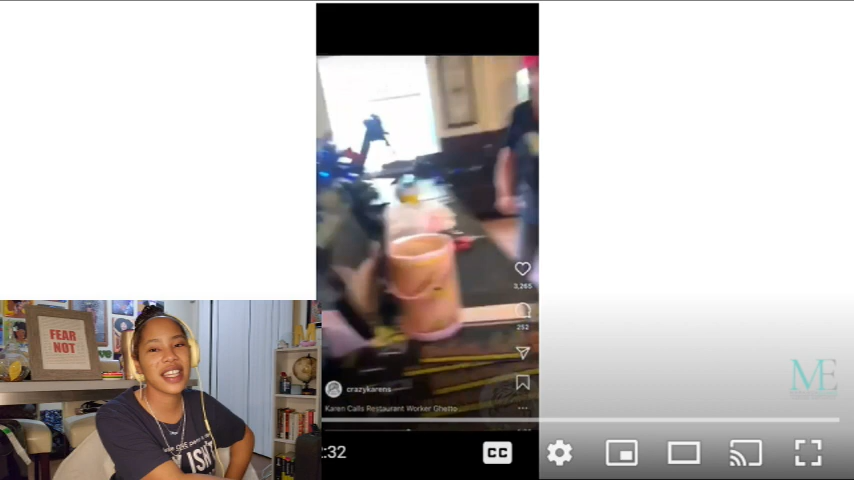 3,265
252
crazykarens
Karen Calls Restaurant Worker Ghetto
:32
CC
ME
FEAR
NOT